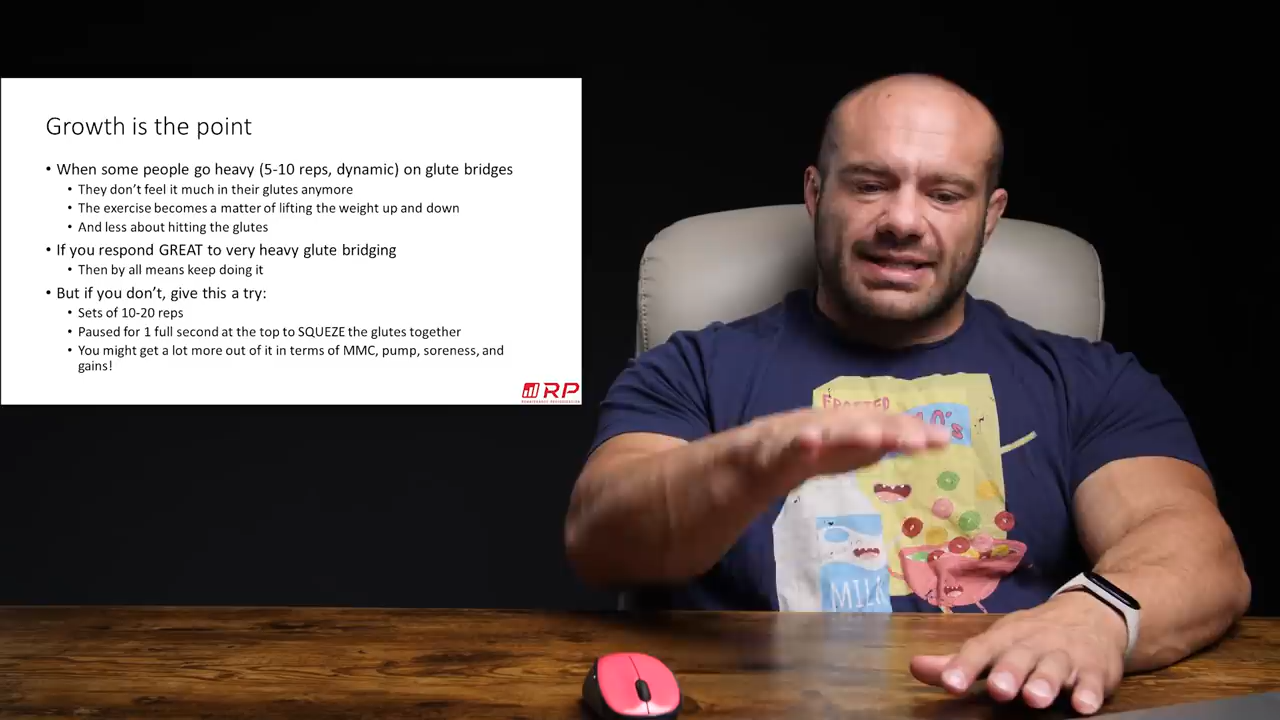 Growth is the point
• When some people go heavy (5-10 reps, dynamic) on glute bridges
• They don't feel it much in their glutes anymore
• The exercise becomes a matter of lifting the weight up and down
• And less about hitting the glutes
• If you respond GREAT to very heavy glute bridging
• Then by all means keep doing it
• But if you don't, give this a try:
• Sets of 10-20 reps
• Paused for 1 full second at the top to SQUEEZE the glutes together
• You might get a lot more out of it in terms of MMC, pump, soreness, and
gains!
RP
RENAISSANCE PERIODIZATION
FROSTED
O's
MILK